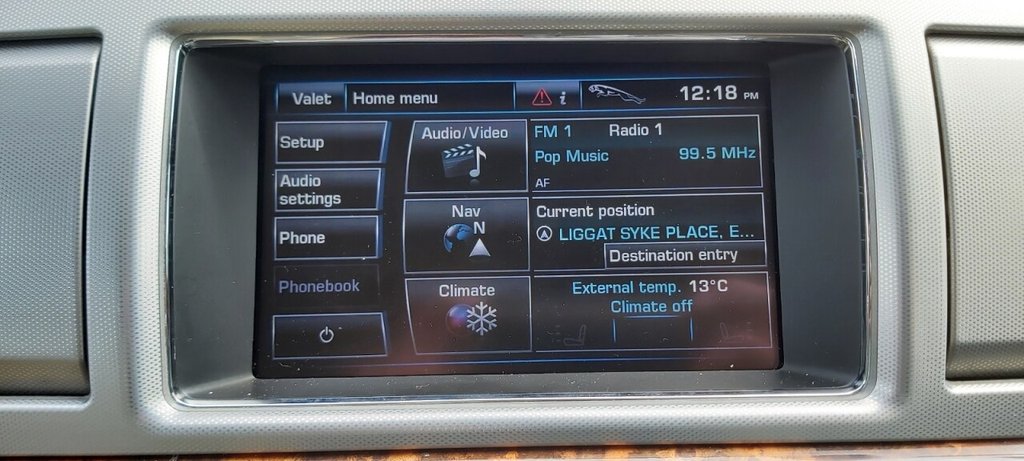 Valet Home menu i 12:18 PM
Setup
Audio
settings
Phone
Phonebook
Audio/Video
Nav
N
Climate
FM 1 Radio 1
Pop Music 99.5 MHz
AF
Current position
LIGGAT SYKE PLACE, E...
Destination entry
External temp. 13°C
Climate off